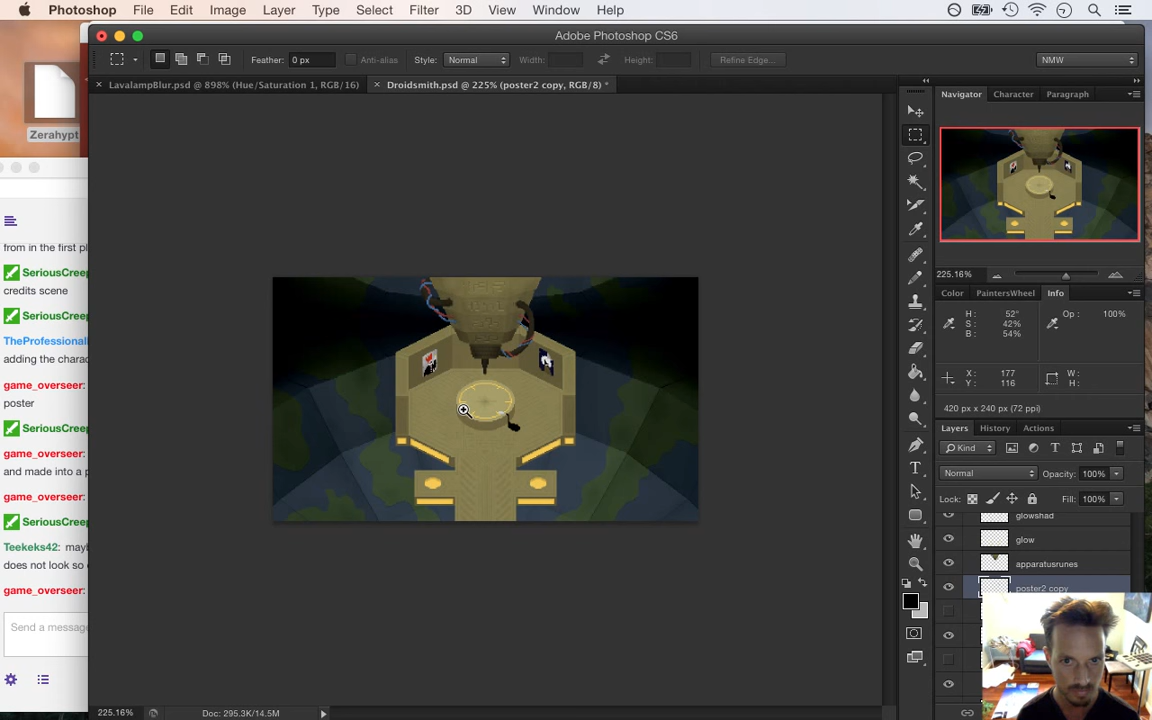 Photoshop File Edit Image Layer Type Select Filter 3D View Window Help
Adobe Photoshop CS6
Feather: 0 px Anti-alias Style: Normal Width: Height: Refine Edge... NMW
LavalampBlur.psd @ 898% (Hue/Saturation 1, RGB/16) Droidsmith.psd @ 225% (poster2 copy, RGB/8) *
Zerahypt
from in the first pl
SeriousCreep
credits scene
SeriousCreep
TheProfessional
adding the charac
game_overseer:
poster
SeriousCreep
and made into a p
game_overseer:
SeriousCreep
Teekeks42: mayb
does not look so
game_overseer:
Send a message
Navigator Character Paragraph
225.16%
Color PaintersWheel Info
H: 52° Op: 100%
S: 42%
B: 54%
X: 177 W:
Y: 116 H:
420 px x 240 px (72 ppi)
Layers History Actions
Kind
Normal Opacity: 100%
Lock: Fill: 100%
glowshad
glow
apparatusrunes
poster2 copy
225.16% Doc: 295.3K/14.5M